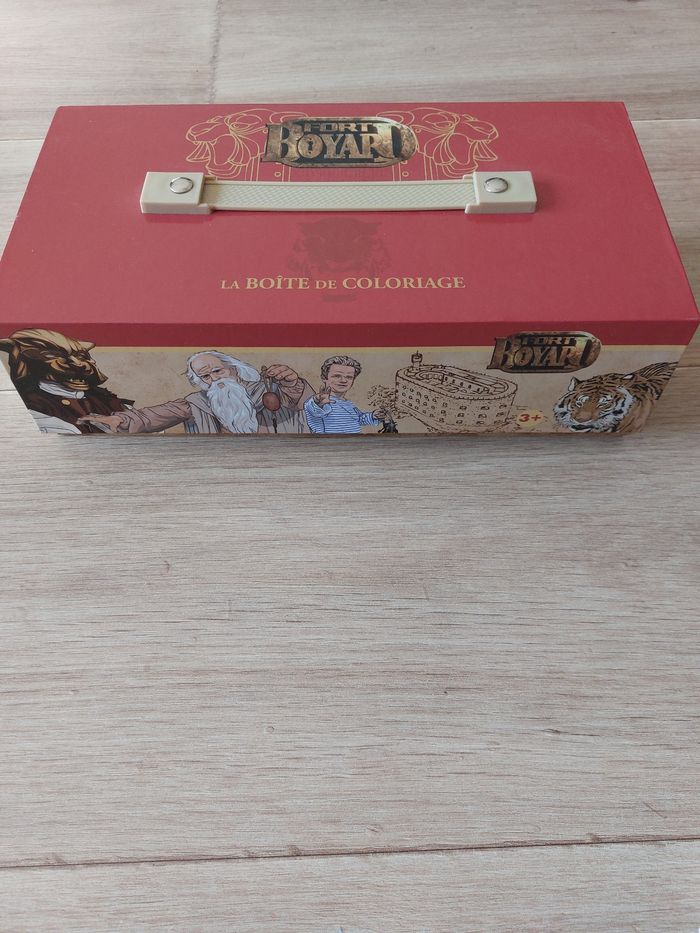 FORT
BOYARD
LA BOÎTE DE COLORIAGE
FORT
BOYARD
3+